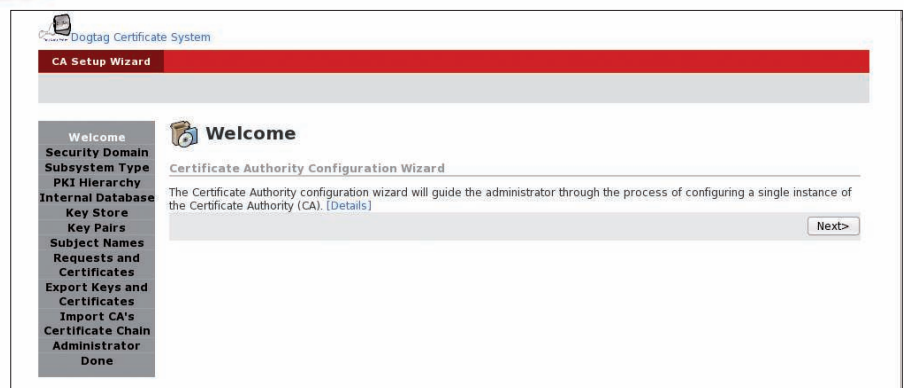 Dogtag Certificate System
CA Setup Wizard
Welcome
Security Domain
Subsystem Type
PKI Hierarchy
Internal Database
Key Store
Key Pairs
Subject Names
Requests and
Certificates
Export Keys and
Certificates
Import CA's
Certificate Chain
Administrator
Done
Welcome
Certificate Authority Configuration Wizard
The Certificate Authority configuration wizard will guide the administrator through the process of configuring a single instance of
the Certificate Authority (CA). [Details]
Next>